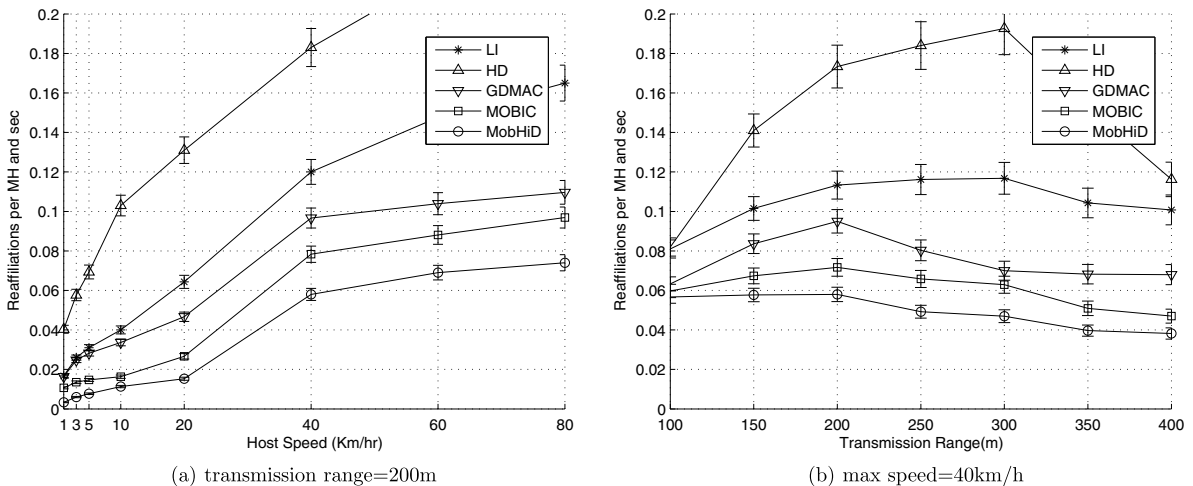 0.2
0.18
0.16
0.14
0.12
0.1
0.08
0.06
0.04
0.02
0
Reaffiliations per MH and sec
1 3 5 10 20 40 60 80
Host Speed (Km/hr)
LI
HD
GDMAC
MOBIC
MobHiD
(a) transmission range=200m
0.2
0.18
0.16
0.14
0.12
0.1
0.08
0.06
0.04
0.02
0
Reaffiliations per MH and sec
100 150 200 250 300 350 400
Transmission Range(m)
LI
HD
GDMAC
MOBIC
MobHiD
(b) max speed=40km/h